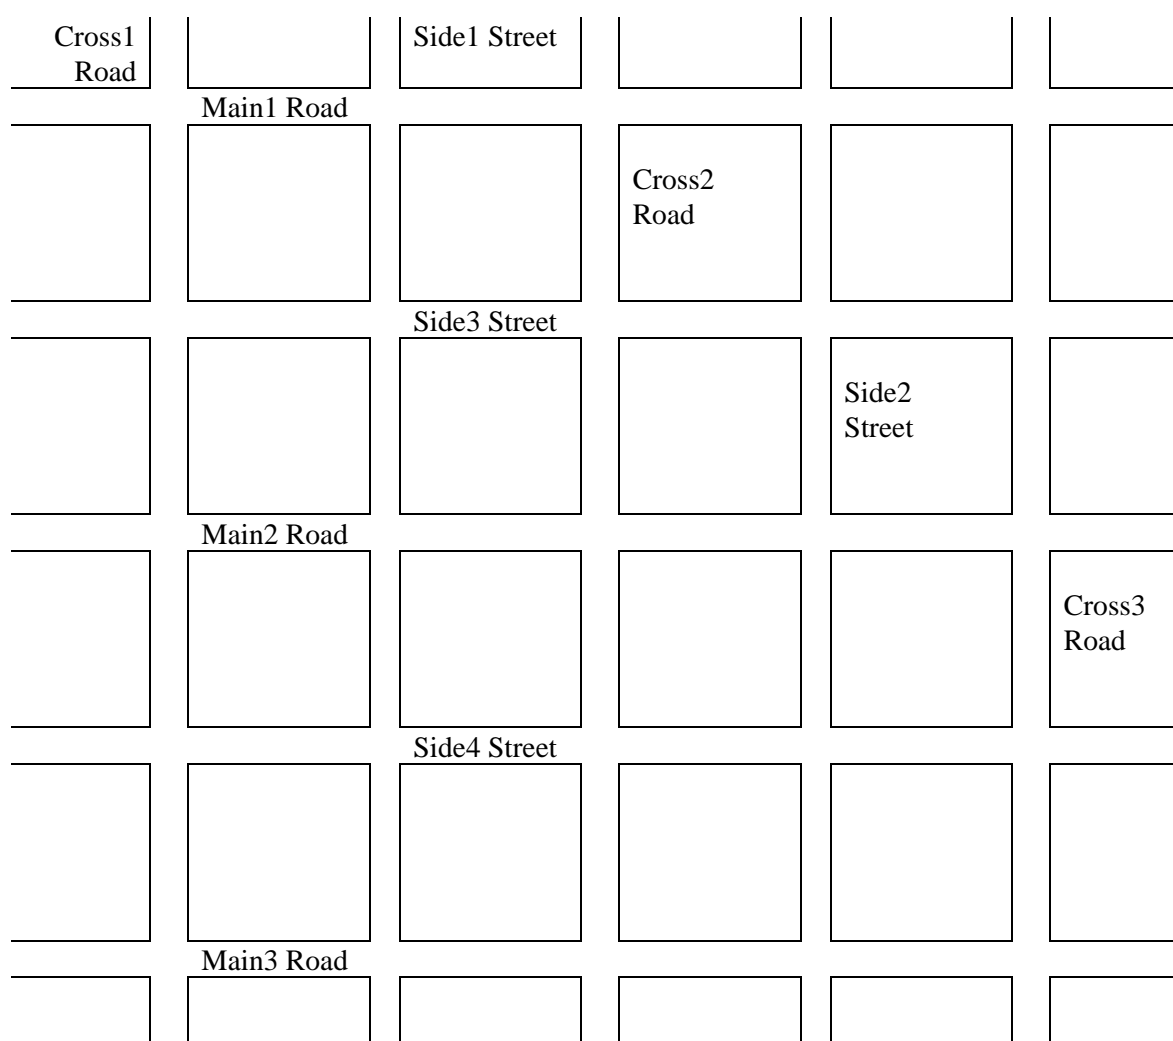 Cross1
Road
Side1 Street
Main1 Road
Cross2
Road
Side3 Street
Side2
Street
Main2 Road
Cross3
Road
Side4 Street
Main3 Road